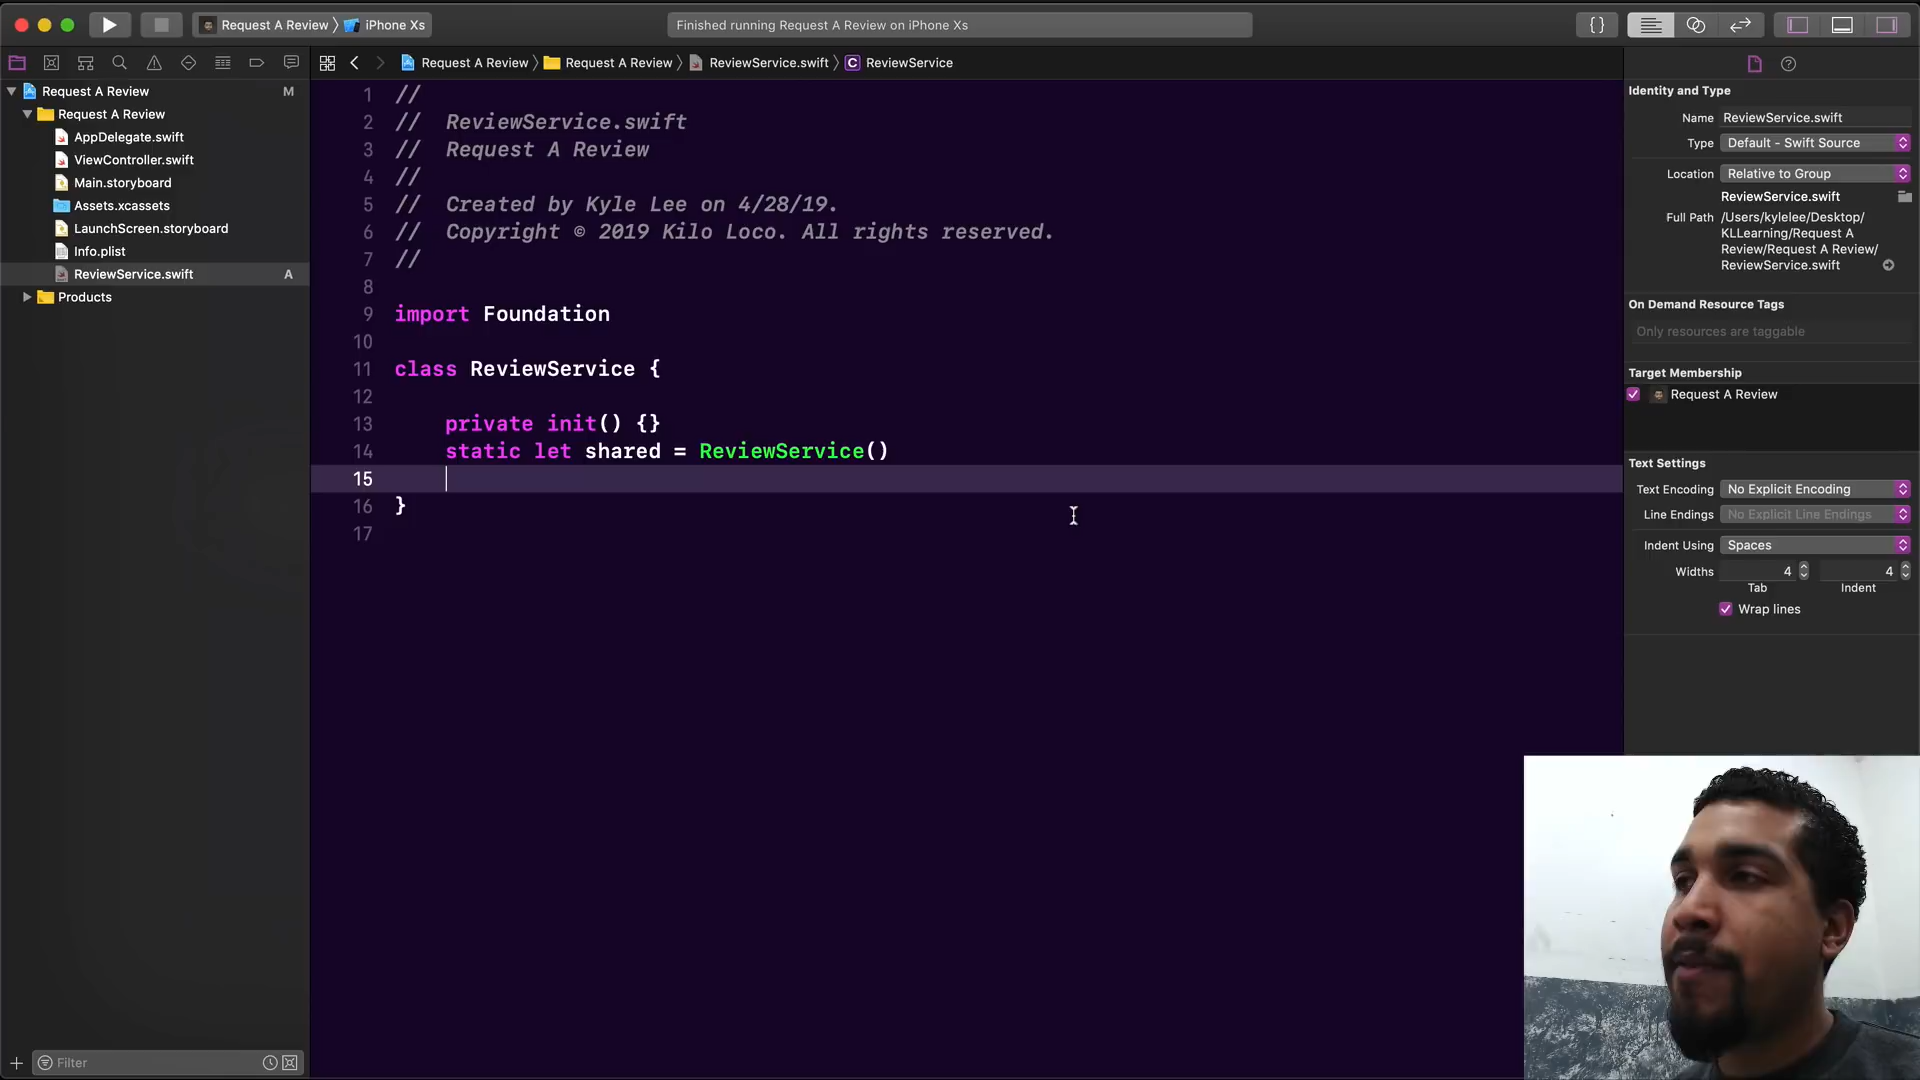 Request A Review 〉 iPhone Xs
Finished running Request A Review on iPhone Xs
{}
Request A Review 〉 Request A Review 〉 ReviewService.swift 〉 C ReviewService
Request A Review M
Request A Review
AppDelegate.swift
ViewController.swift
Main.storyboard
Assets.xcassets
LaunchScreen.storyboard
Info.plist
ReviewService.swift A
Products
Filter
1 //
2 //  ReviewService.swift
3 //  Request A Review
4 //
5 //  Created by Kyle Lee on 4/28/19.
6 //  Copyright © 2019 Kilo Loco. All rights reserved.
7 //
8
9 import Foundation
10
11 class ReviewService {
12
13     private init() {}
14     static let shared = ReviewService()
15
16 }
17
Identity and Type
Name ReviewService.swift
Type Default - Swift Source
Location Relative to Group
ReviewService.swift
Full Path /Users/kylelee/Desktop/
KLLearning/Request A
Review/Request A Review/
ReviewService.swift
On Demand Resource Tags
Only resources are taggable
Target Membership
Request A Review
Text Settings
Text Encoding No Explicit Encoding
Line Endings No Explicit Line Endings
Indent Using Spaces
Widths 4 4
Tab Indent
Wrap lines